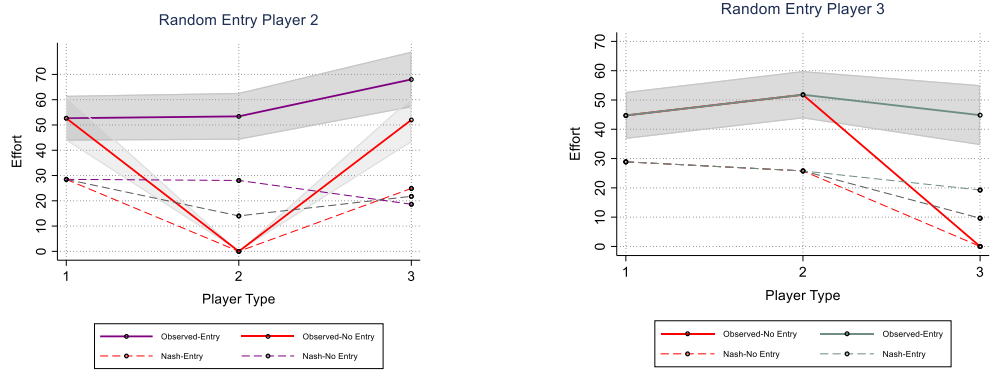 Random Entry Player 2
Effort
70
60
50
40
30
20
10
0
1 2 3
Player Type
Observed-Entry Observed-No Entry
Nash-Entry Nash-No Entry
Random Entry Player 3
Effort
70
60
50
40
30
20
10
0
1 2 3
Player Type
Observed-No Entry Observed-Entry
Nash-No Entry Nash-Entry